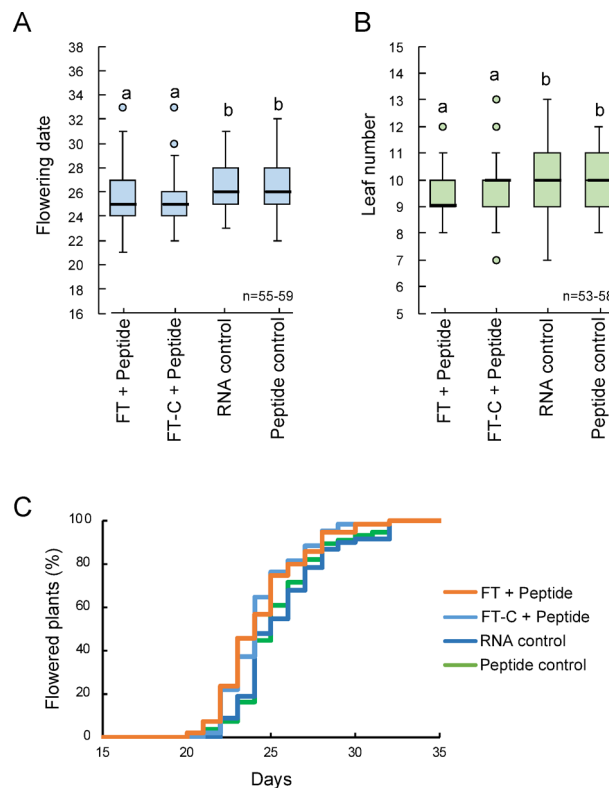 A
38
36
34
32
30
28
26
24
22
20
18
16
Flowering date
a
a
b
b
n=55-59
FT + Peptide
FT-C + Peptide
RNA control
Peptide control
B
15
14
13
12
11
10
9
8
7
6
5
Leaf number
a
a
b
b
n=53-58
FT + Peptide
FT-C + Peptide
RNA control
Peptide control
C
100
80
60
40
20
0
Flowered plants (%)
15
20
25
30
35
Days
FT + Peptide
FT-C + Peptide
RNA control
Peptide control